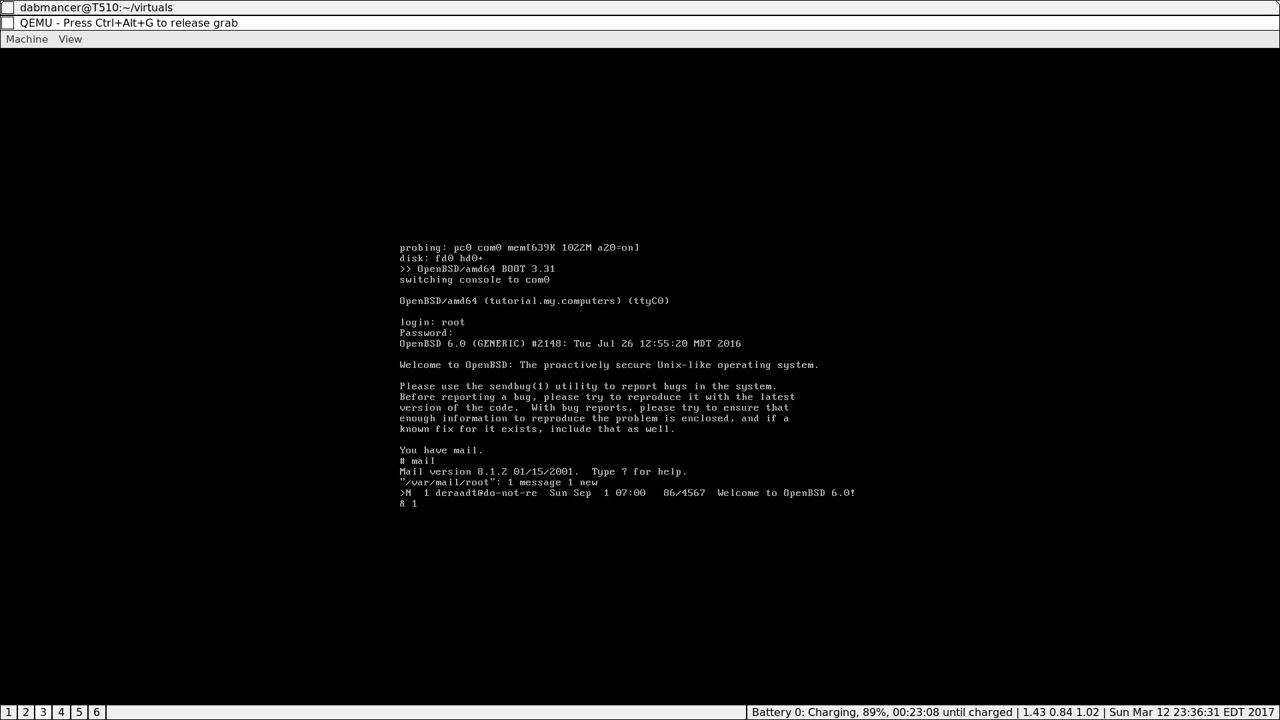 dabmancer@T510:~/virtuals
QEMU - Press Ctrl+Alt+G to release grab
Machine View
probing: pc0 com0 mem[639K 1022M a20=on]
disk: fd0 hd0+
>> OpenBSD/amd64 BOOT 3.31
switching console to com0
OpenBSD/amd64 (tutorial.my.computers) (ttyC0)
login: root
Password:
OpenBSD 6.0 (GENERIC) #2148: Tue Jul 26 12:55:20 MDT 2016
Welcome to OpenBSD: The proactively secure Unix-like operating system.
Please use the sendbug(1) utility to report bugs in the system.
Before reporting a bug, please try to reproduce it with the latest
version of the code.  With bug reports, please try to ensure that
enough information to reproduce the problem is enclosed, and if a
known fix for it exists, include that as well.
You have mail.
# mail
Mail version 8.1.2 01/15/2001.  Type ? for help.
"/var/mail/root": 1 message 1 new
>N  1 deraadt@do-not-re  Sun Sep  1 07:00   86/4567  Welcome to OpenBSD 6.0!
& 1
1 2 3 4 5 6 Battery 0: Charging, 89%, 00:23:08 until charged | 1.43 0.84 1.02 | Sun Mar 12 23:36:31 EDT 2017